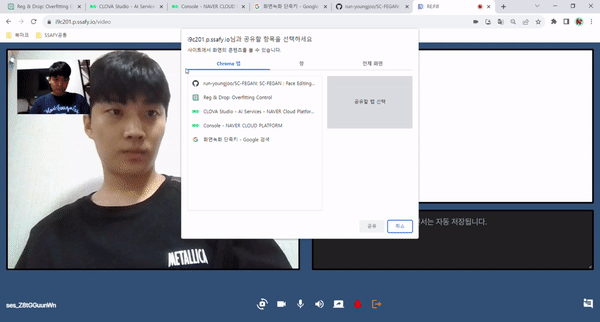 Reg & Drop: Overfitting (
CLOVA Studio - AI Services
Console - NAVER CLOUD
화면녹화 단축키 - Google
run-youngjoo/SC-FEGAN
RE:FIR
i9c201.p.ssafy.io/video
북마크
SSAFY공통
i9c201.p.ssafy.io님과 공유할 항목을 선택하세요
사이트에서 화면의 콘텐츠를 볼 수 있습니다.
Chrome 탭
창
전체 화면
run-youngjoo/SC-FEGAN: SC-FEGAN : Face Editing...
Reg & Drop: Overfitting Control
CLOVA Studio - AI Services - NAVER Cloud Platfor...
Console - NAVER CLOUD PLATFORM
화면녹화 단축키 - Google 검색
공유할 탭 선택
공유
취소
서는 자동 저장됩니다.
METALLICA
ses_Z8tGGuunWn